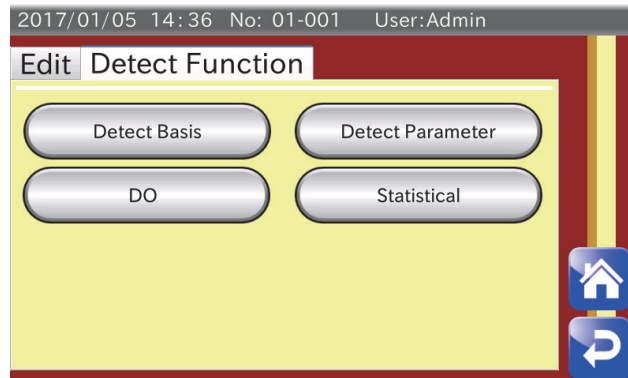 2017/01/05 14:36 No: 01-001 User:Admin
Edit Detect Function
Detect Basis Detect Parameter
DO Statistical